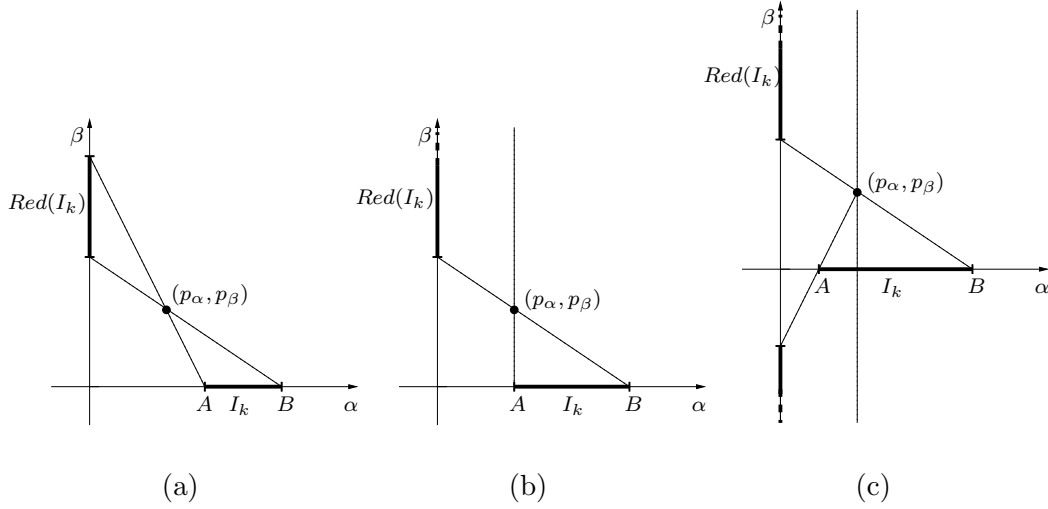 β
Red(I_k)
(p_α, p_β)
A
I_k
B
α
(a)
β
Red(I_k)
(p_α, p_β)
A
I_k
B
α
(b)
β
Red(I_k)
(p_α, p_β)
A
I_k
B
α
(c)